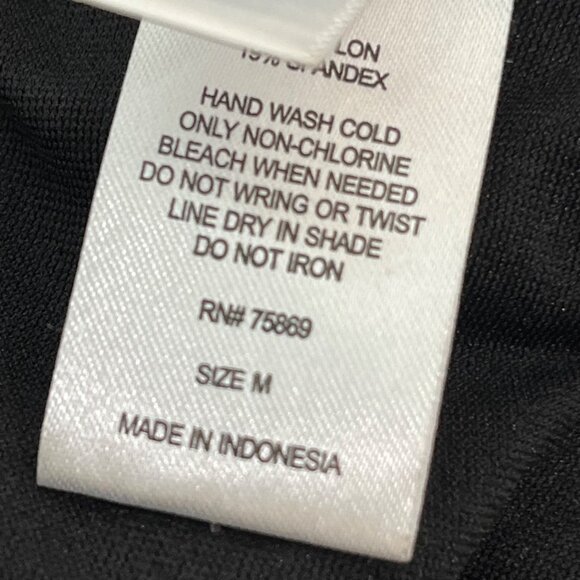 LON
SPANDEX
HAND WASH COLD
ONLY NON-CHLORINE
BLEACH WHEN NEEDED
DO NOT WRING OR TWIST
LINE DRY IN SHADE
DO NOT IRON
RN# 75869
SIZE M
MADE IN INDONESIA